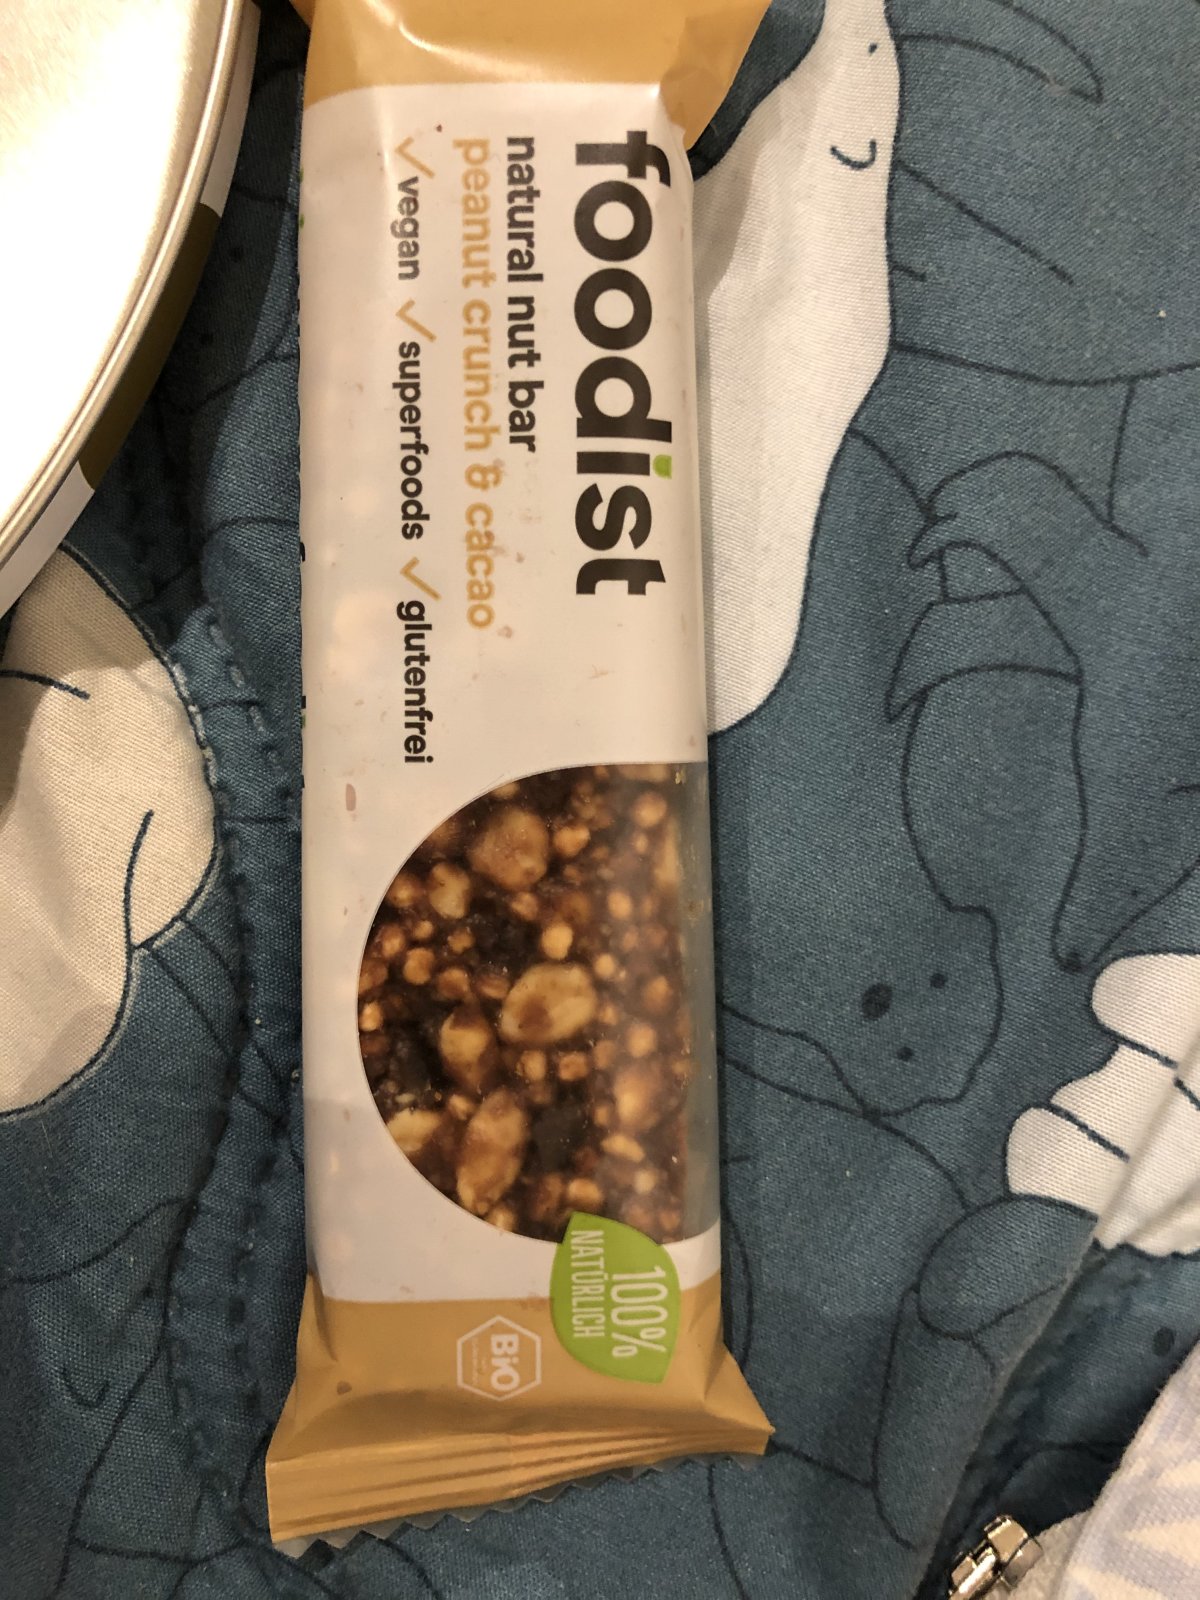 foodist
natural nut bar
peanut crunch & cacao
vegan superfoods glutenfrei
100%
NATÜRLICH
BiO